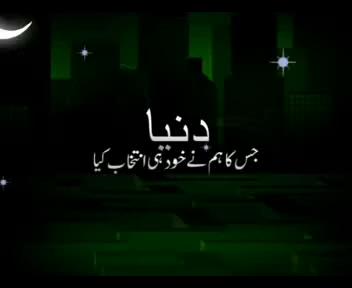 دنیا
جس کا ہم نے خود ہی انتخاب کیا